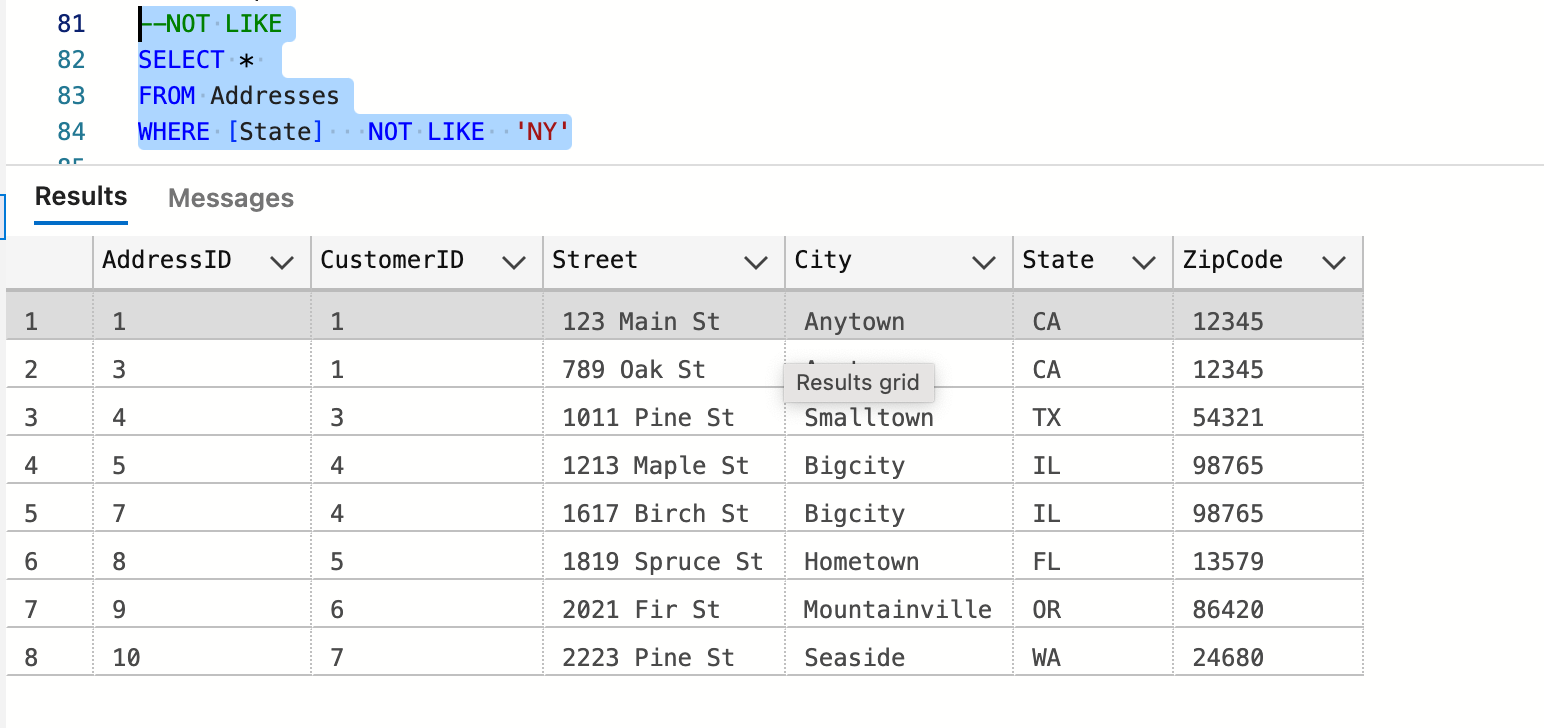 81 --NOT LIKE
82 SELECT *
83 FROM Addresses
84 WHERE [State] NOT LIKE 'NY'
Results Messages
AddressID CustomerID Street City State ZipCode
1 1 1 123 Main St Anytown CA 12345
2 3 1 789 Oak St CA 12345
Results grid
3 4 3 1011 Pine St Smalltown TX 54321
4 5 4 1213 Maple St Bigcity IL 98765
5 7 4 1617 Birch St Bigcity IL 98765
6 8 5 1819 Spruce St Hometown FL 13579
7 9 6 2021 Fir St Mountainville OR 86420
8 10 7 2223 Pine St Seaside WA 24680